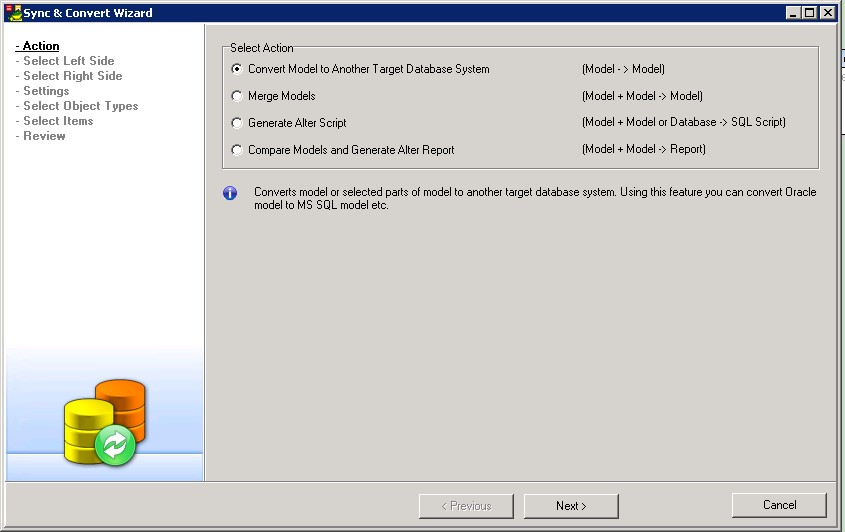 Sync & Convert Wizard
- Action
- Select Left Side
- Select Right Side
- Settings
- Select Object Types
- Select Items
- Review
Select Action
Convert Model to Another Target Database System (Model -> Model)
Merge Models (Model + Model -> Model)
Generate Alter Script (Model + Model or Database -> SQL Script)
Compare Models and Generate Alter Report (Model + Model -> Report)
Converts model or selected parts of model to another target database system. Using this feature you can convert Oracle
model to MS SQL model etc.
< Previous
Next >
Cancel